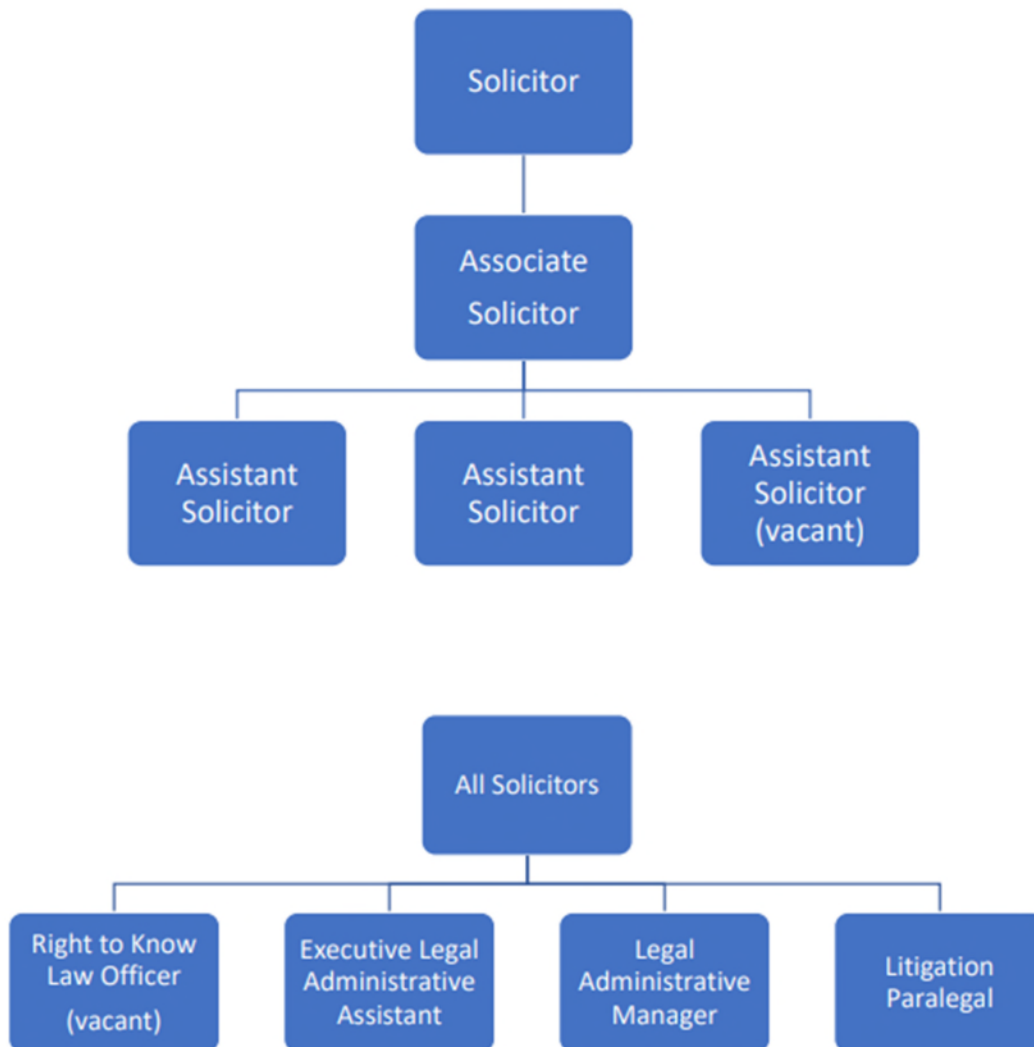 Solicitor
Associate
Solicitor
Assistant
Solicitor
Assistant
Solicitor
Assistant
Solicitor
(vacant)
All Solicitors
Right to Know
Law Officer
(vacant)
Executive Legal
Administrative
Assistant
Legal
Administrative
Manager
Litigation
Paralegal